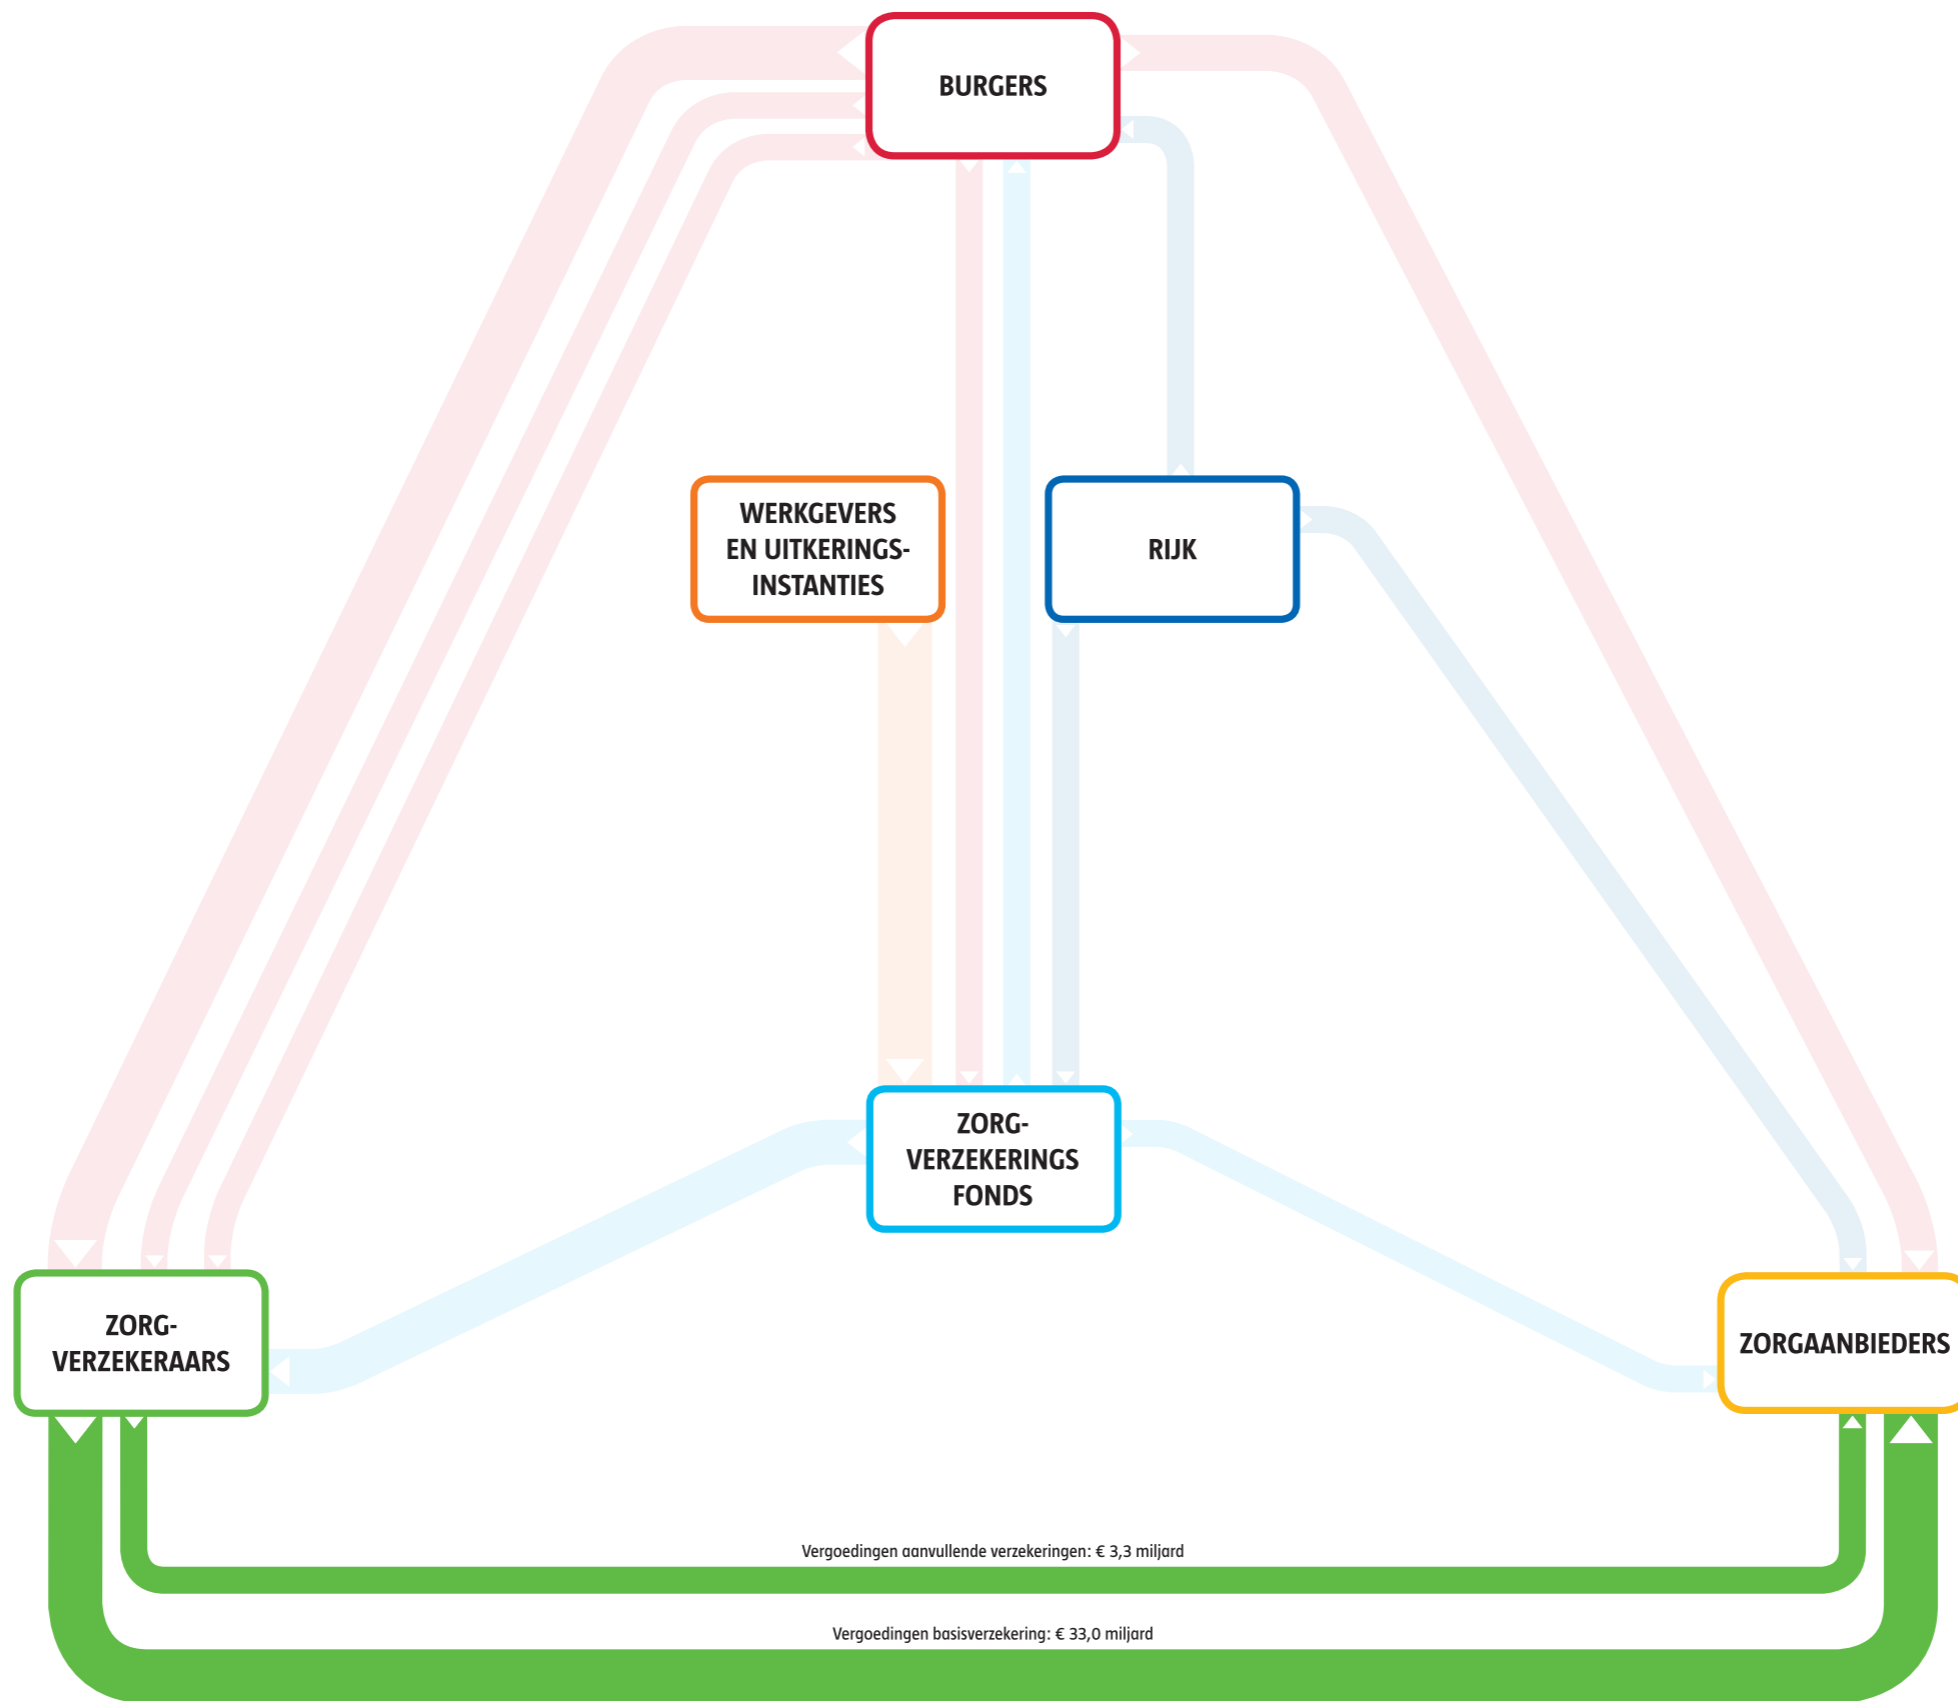 BURGERS
WERKGEVERS
EN UITKERINGS-
INSTANTIES
RIJK
ZORG-
VERZEKERINGS
FONDS
ZORG-
VERZEKERAARS
ZORGAANBIEDERS
Vergoedingen aanvullende verzekeringen: € 3,3 miljard
Vergoedingen basisverzekering: € 33,0 miljard